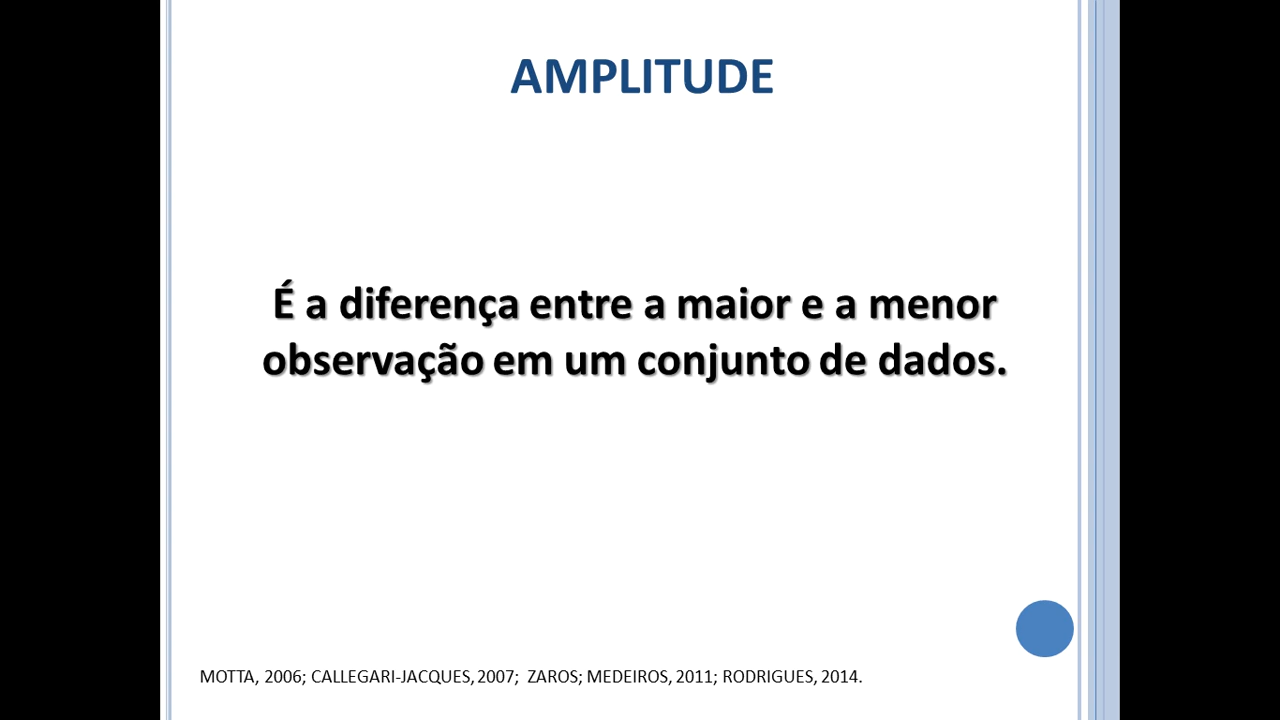 AMPLITUDE
É a diferença entre a maior e a menor
observação em um conjunto de dados.
MOTTA, 2006; CALLEGARI-JACQUES, 2007; ZAROS; MEDEIROS, 2011; RODRIGUES, 2014.